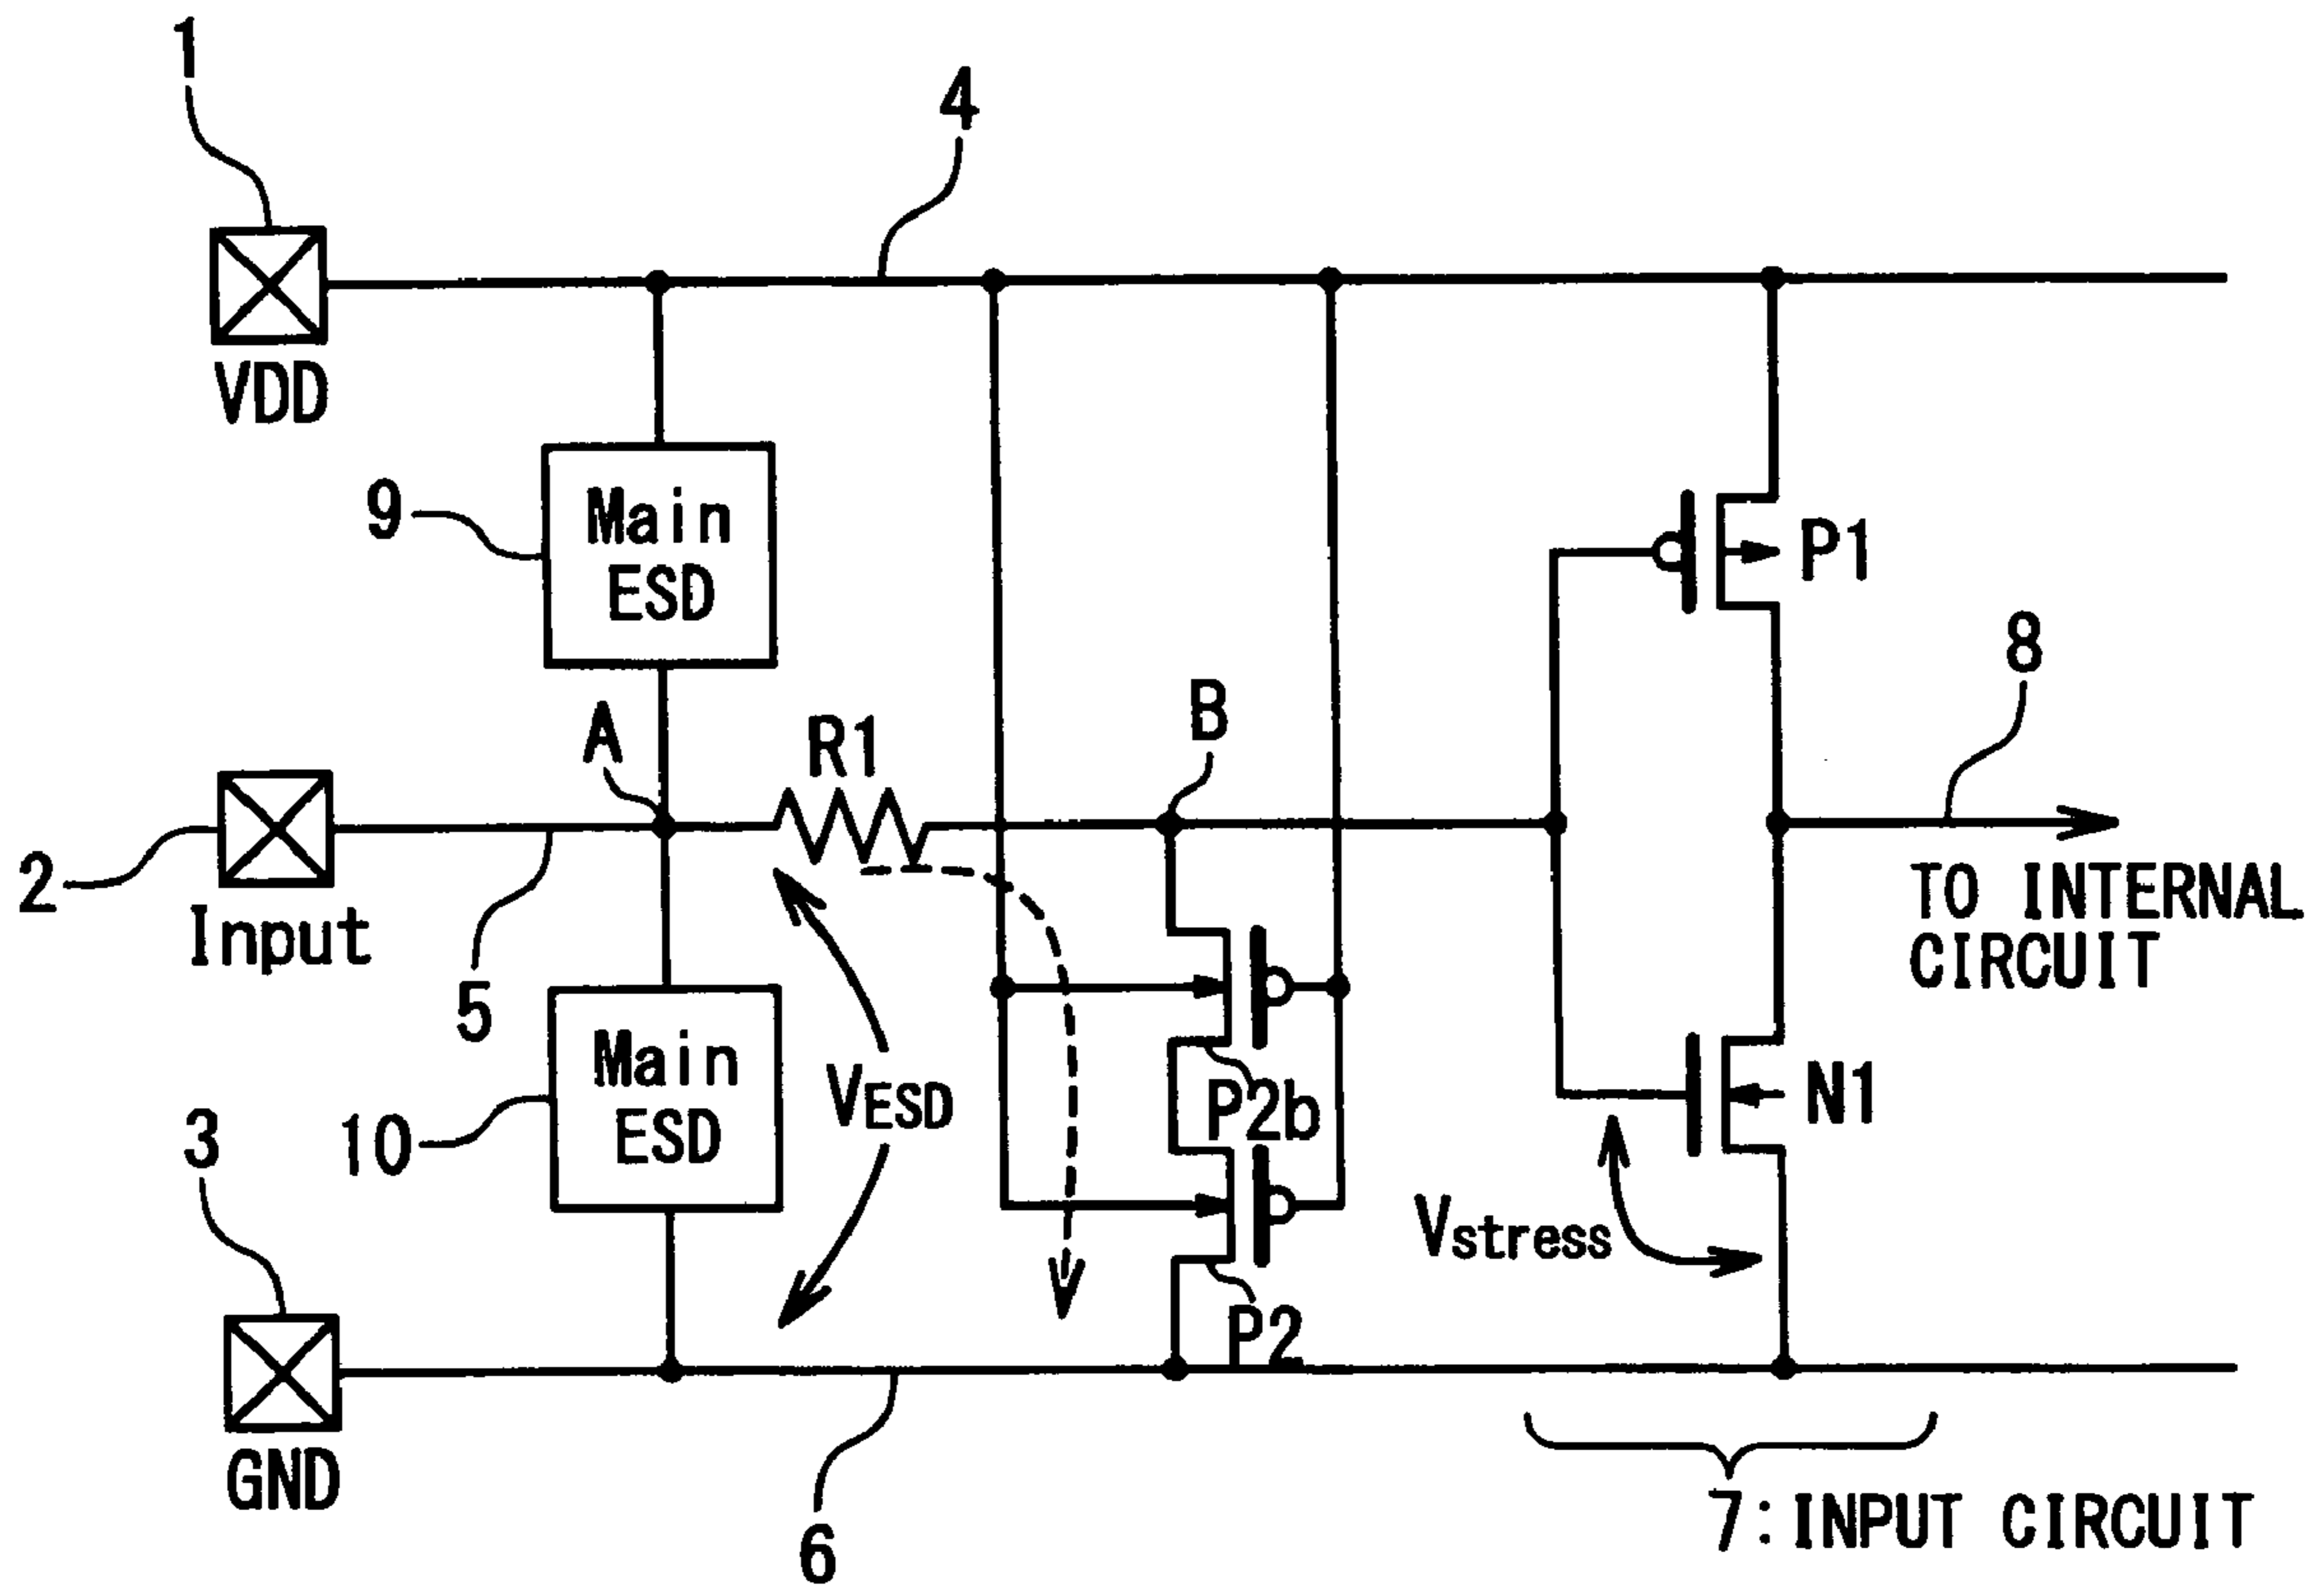 1
4
VDD
9
Main
ESD
P1
8
A
R1
B
2
Input
5
TO INTERNAL
CIRCUIT
Main
ESD
10
VESD
P2b
N1
3
Vstress
P2
GND
6
7:INPUT CIRCUIT